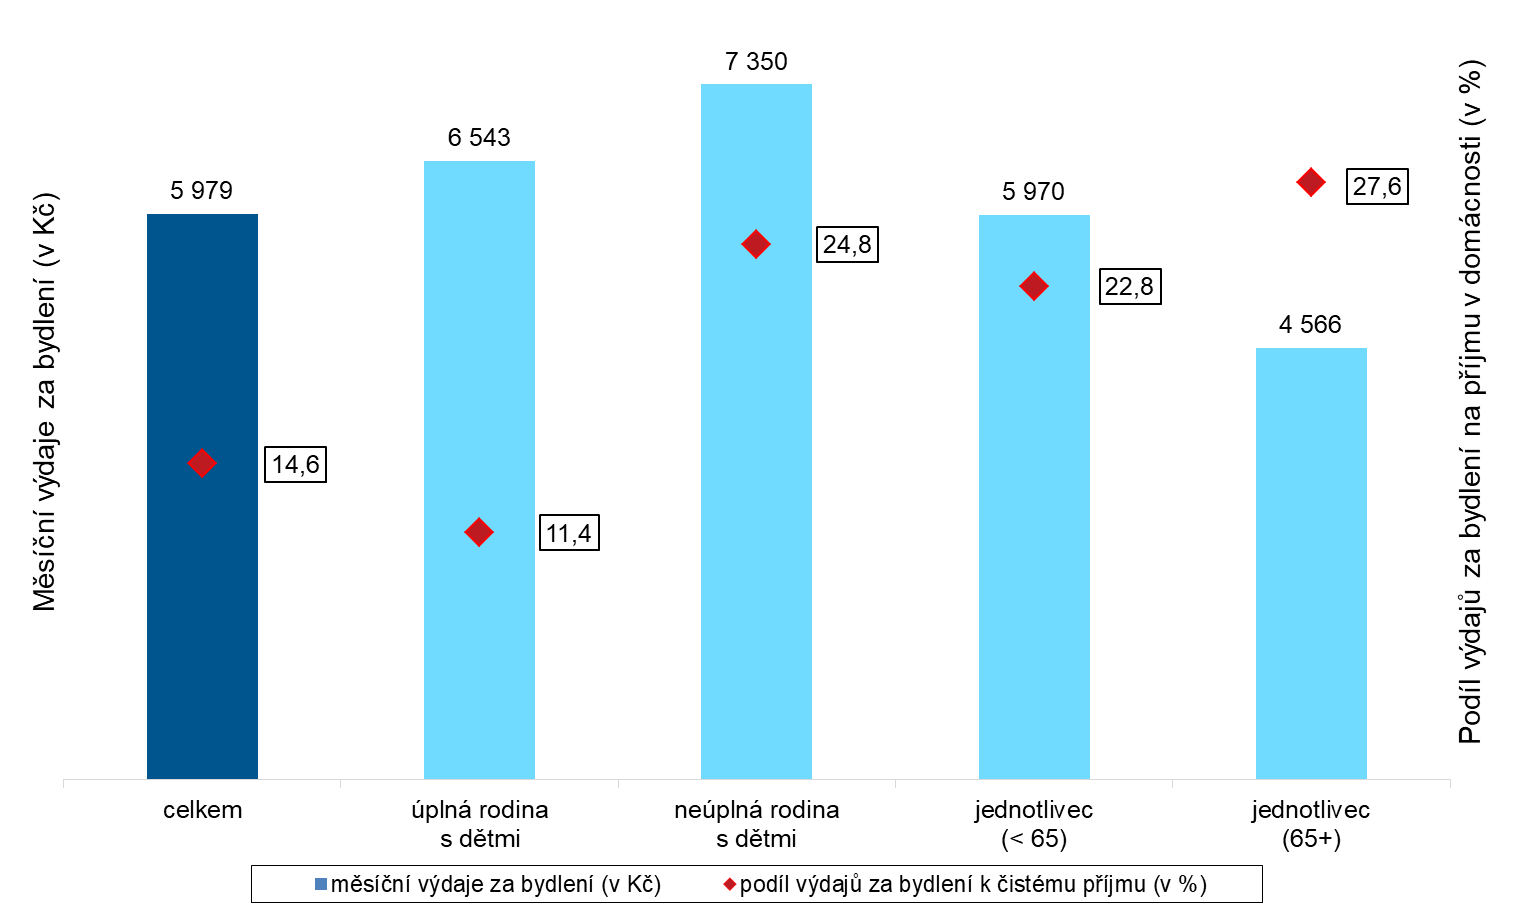 7 350
6 543
5 979
5 970
27,6
24,8
22,8
4 566
14,6
11,4
Měsíční výdaje za bydlení (v Kč)
Podíl výdajů za bydlení na příjmu v domácnosti (v %)
celkem
úplná rodina
s dětmi
neúplná rodina
s dětmi
jednotlivec
(< 65)
jednotlivec
(65+)
měsíční výdaje za bydlení (v Kč)
podíl výdajů za bydlení k čistému příjmu (v %)